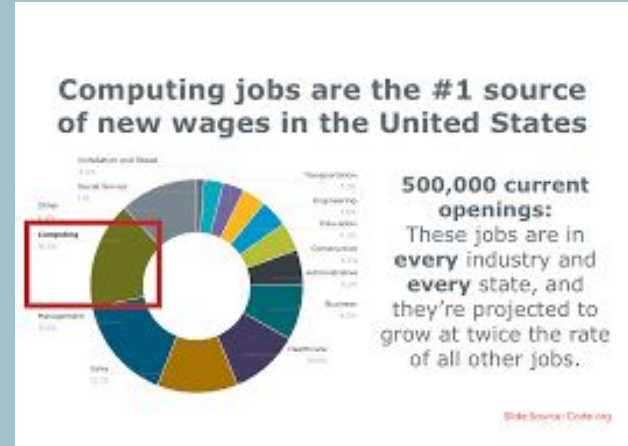 Computing jobs are the #1 source
of new wages in the United States
Installation and Repair
Social Service
Other
Computing
Management
Sales
Transportation
Engineering
Education
Construction
Administrative
Business
Healthcare
500,000 current
openings:
These jobs are in
every industry and
every state, and
they're projected to
grow at twice the rate
of all other jobs.
Slide Source: Code.org